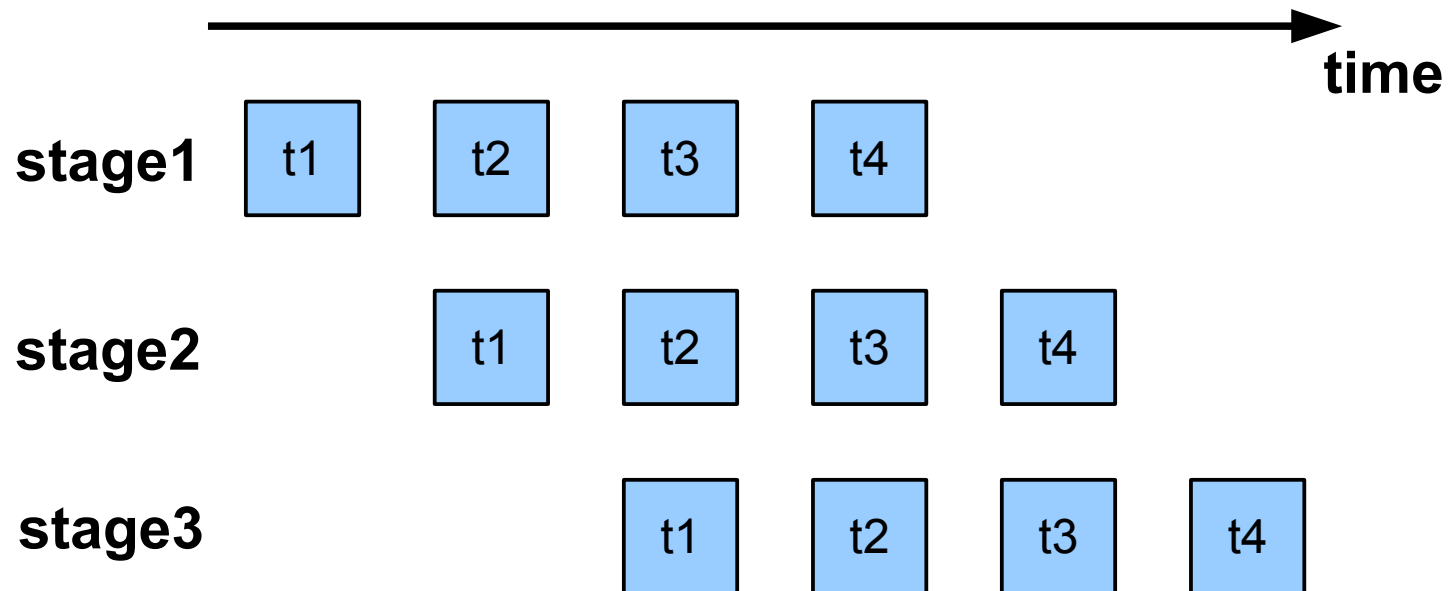 time
stage1 t1 t2 t3 t4
stage2 t1 t2 t3 t4
stage3 t1 t2 t3 t4